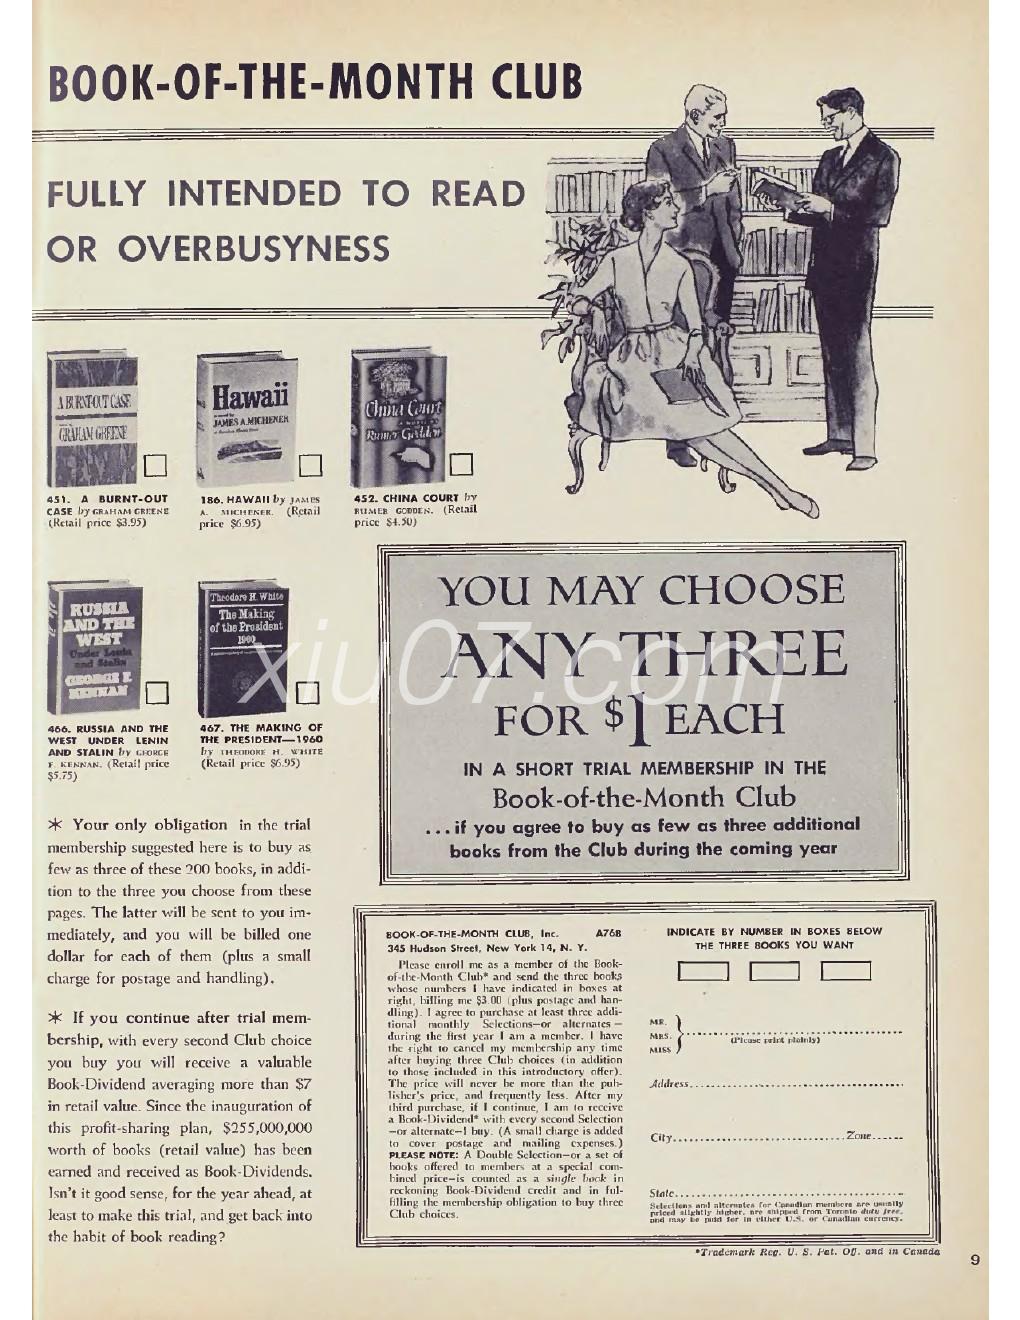 BOOK-OF-THE-MONTH CLUB
FULLY INTENDED TO READ
OR OVERBUSYNESS
A BURNT-OUT CASE
GRAHAM GREENE
Hawaii
JAMES A. MICHENER
China Court
Rumer Godden
451. A BURNT-OUT
CASE by GRAHAM GREENE
(Retail price $3.95)
186. HAWAII by JAMES
A. MICHENER. (Retail
price $6.95)
452. CHINA COURT by
RUMER GODDEN. (Retail
price $4.50)
RUSSIA
AND THE
WEST
Under Lenin
and Stalin
GEORGE F.
KENNAN
Theodore H. White
The Making
of the President
1960
466. RUSSIA AND THE
WEST UNDER LENIN
AND STALIN by GEORGE
F. KENNAN. (Retail price
$5.75)
467. THE MAKING OF
THE PRESIDENT—1960
by THEODORE H. WHITE
(Retail price $6.95)
YOU MAY CHOOSE
ANY THREE
FOR $1 EACH
IN A SHORT TRIAL MEMBERSHIP IN THE
Book-of-the-Month Club
...if you agree to buy as few as three additional
books from the Club during the coming year
xiu07.com
* Your only obligation in the trial
membership suggested here is to buy as
few as three of these 200 books, in addi-
tion to the three you choose from these
pages. The latter will be sent to you im-
mediately, and you will be billed one
dollar for each of them (plus a small
charge for postage and handling).
* If you continue after trial mem-
bership, with every second Club choice
you buy you will receive a valuable
Book-Dividend averaging more than $7
in retail value. Since the inauguration of
this profit-sharing plan, $255,000,000
worth of books (retail value) has been
earned and received as Book-Dividends.
Isn't it good sense, for the year ahead, at
least to make this trial, and get back into
the habit of book reading?
BOOK-OF-THE-MONTH CLUB, Inc. A76B
345 Hudson Street, New York 14, N. Y.
Please enroll me as a member of the Book-
of-the-Month Club* and send the three books
whose numbers I have indicated in boxes at
right, billing me $3.00 (plus postage and han-
dling). I agree to purchase at least three addi-
tional monthly Selections—or alternates—
during the first year I am a member. I have
the right to cancel my membership any time
after buying three Club choices (in addition
to those included in this introductory offer).
The price will never be more than the pub-
lisher's price, and frequently less. After my
third purchase, if I continue, I am to receive
a Book-Dividend* with every second Selection
—or alternate—I buy. (A small charge is added
to cover postage and mailing expenses.)
PLEASE NOTE: A Double Selection—or a set of
books offered to members at a special com-
bined price—is counted as a single book in
reckoning Book-Dividend credit and in ful-
filling the membership obligation to buy three
Club choices.
INDICATE BY NUMBER IN BOXES BELOW
THE THREE BOOKS YOU WANT
MR.
MRS.
MISS
(Please print plainly)
Address
City Zone
State
Selections and alternates for Canadian members are usually
priced slightly higher, are shipped from Toronto duty free,
and may be paid for in either U.S. or Canadian currency.
*Trademark Reg. U. S. Pat. Off. and in Canada
9